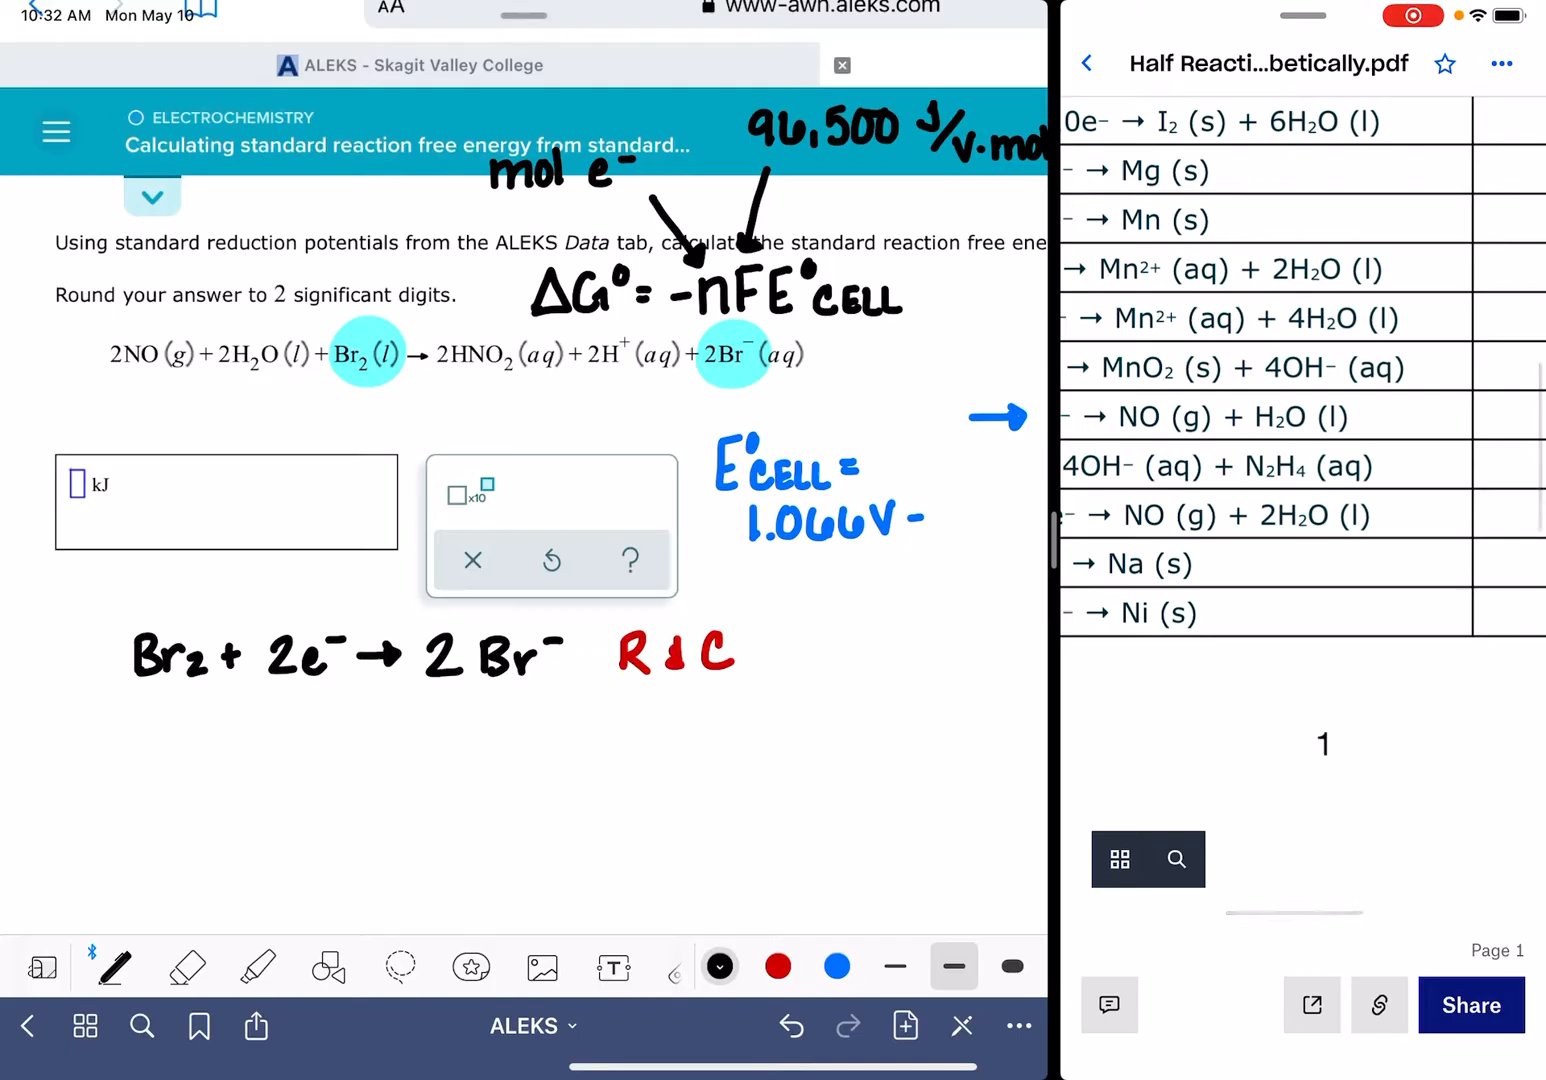 10:32 AM Mon May 10
AA
www-awn.aleks.com
ALEKS - Skagit Valley College
ELECTROCHEMISTRY
Calculating standard reaction free energy from standard...
96,500 J/V·mol
mol e⁻
Using standard reduction potentials from the ALEKS Data tab, calculate the standard reaction free ene
Round your answer to 2 significant digits.
ΔG° = -nFE°CELL
2NO (g) + 2H₂O (l) + Br₂ (l) → 2HNO₂ (aq) + 2H⁺ (aq) + 2Br⁻ (aq)
kJ
x10
?
E°CELL =
1.066V -
Br₂ + 2e⁻ → 2 Br⁻ R & C
T
ALEKS
Half Reacti...betically.pdf
0e⁻ → I₂ (s) + 6H₂O (l)
⁻ → Mg (s)
⁻ → Mn (s)
→ Mn²⁺ (aq) + 2H₂O (l)
→ Mn²⁺ (aq) + 4H₂O (l)
→ MnO₂ (s) + 4OH⁻ (aq)
→ NO (g) + H₂O (l)
4OH⁻ (aq) + N₂H₄ (aq)
⁻ → NO (g) + 2H₂O (l)
→ Na (s)
⁻ → Ni (s)
1
Page 1
Share